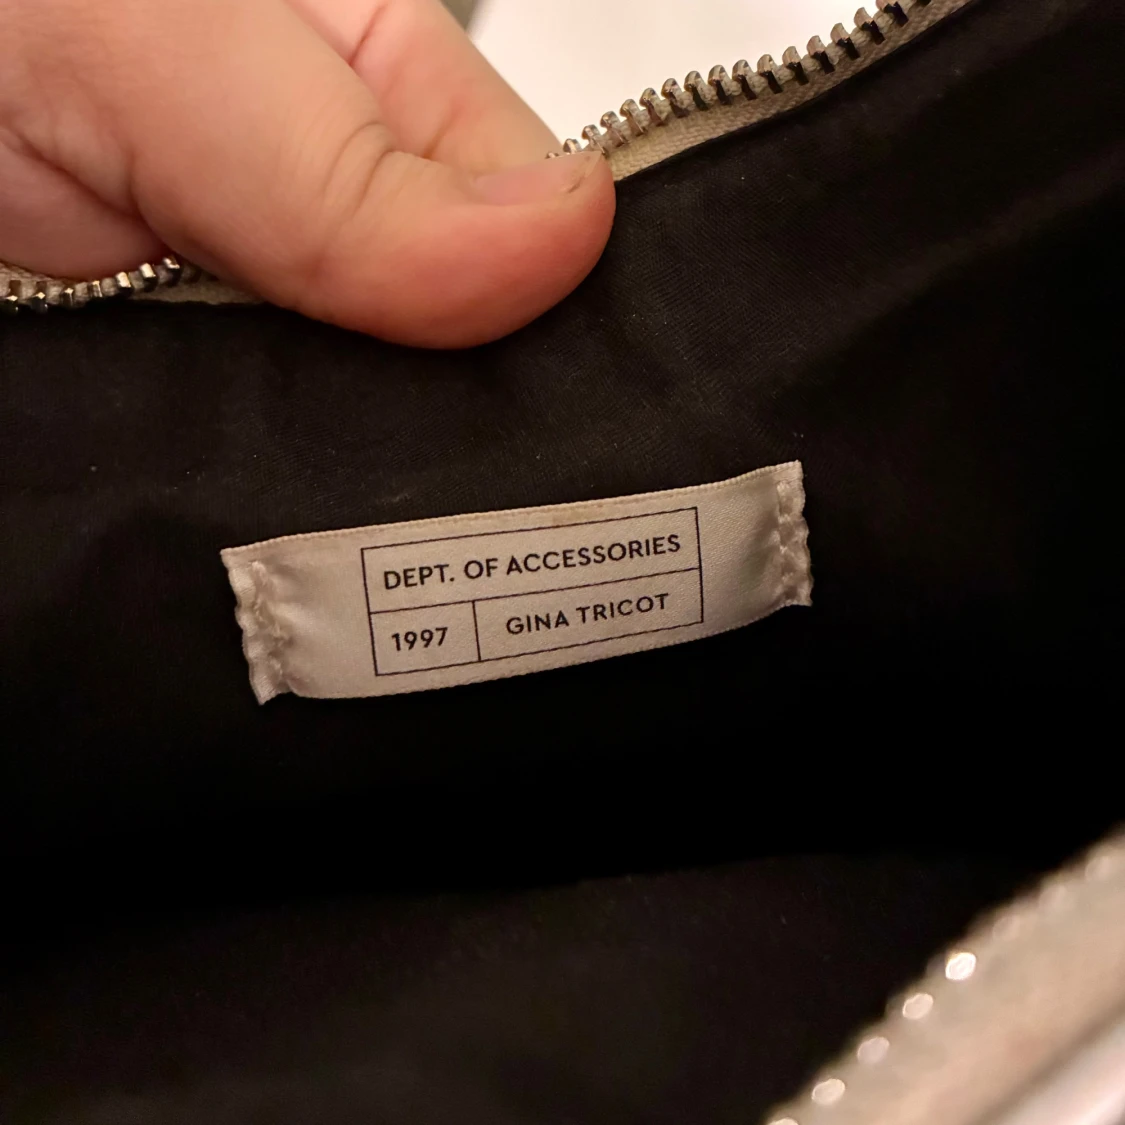 DEPT. OF ACCESSORIES
1997 GINA TRICOT